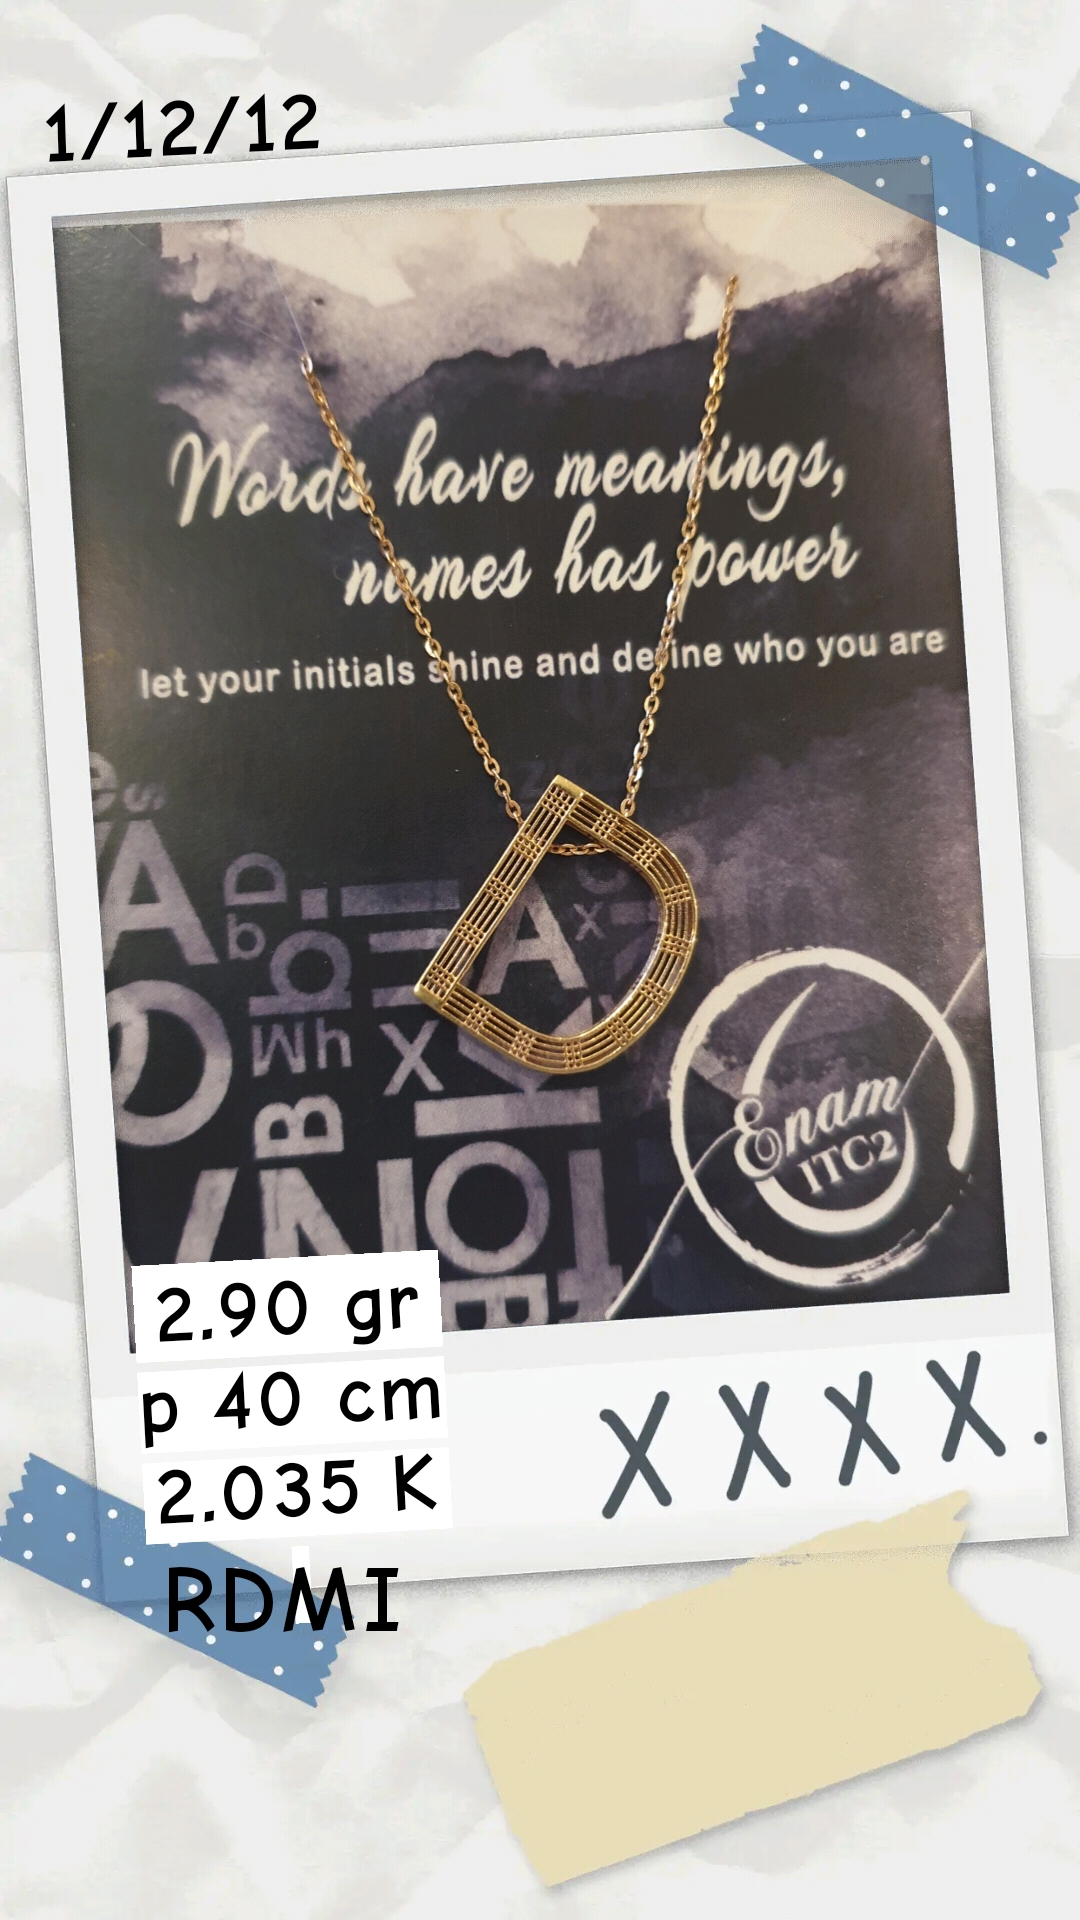 1/12/12
Words have meanings,
names has power
let your initials shine and define who you are
A
D
b
A
x
Wh
X
B
N
Enam
ITC2
2.90 gr
p 40 cm
2.035 K
X X X X.
RDMI